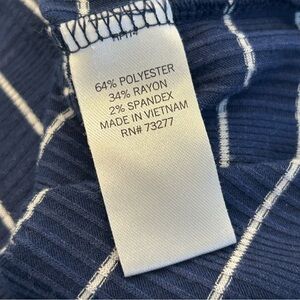 64% POLYESTER
34% RAYON
2% SPANDEX
MADE IN VIETNAM
RN# 73277